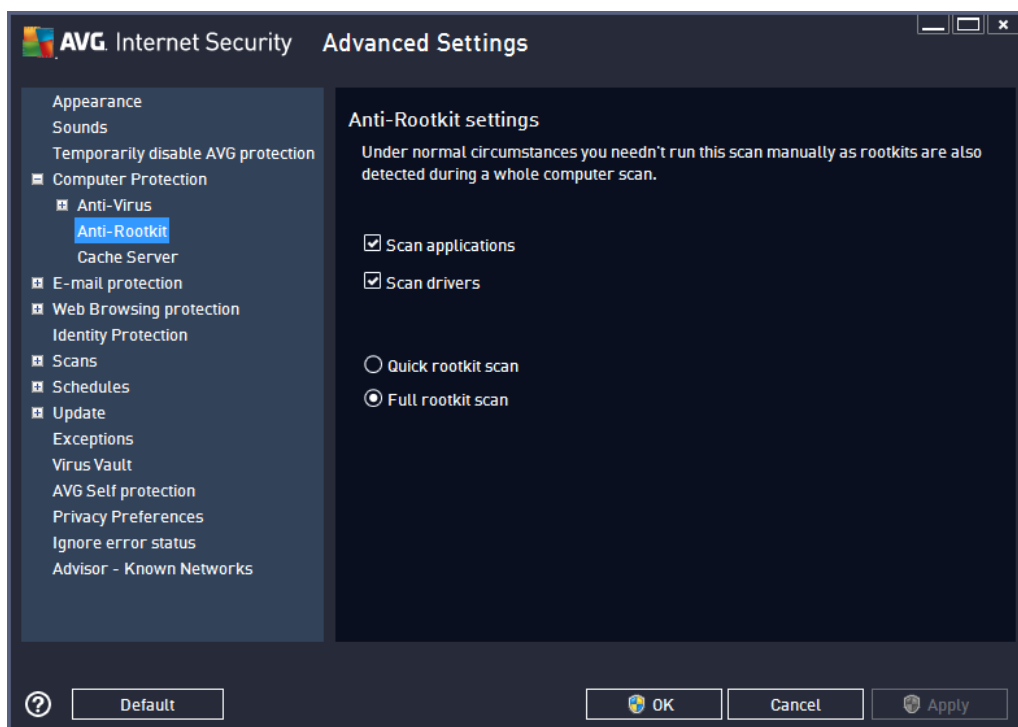 AVG. Internet Security Advanced Settings
Appearance
Sounds
Temporarily disable AVG protection
Computer Protection
Anti-Virus
Anti-Rootkit
Cache Server
E-mail protection
Web Browsing protection
Identity Protection
Scans
Schedules
Update
Exceptions
Virus Vault
AVG Self protection
Privacy Preferences
Ignore error status
Advisor - Known Networks
Anti-Rootkit settings
Under normal circumstances you needn't run this scan manually as rootkits are also
detected during a whole computer scan.
Scan applications
Scan drivers
Quick rootkit scan
Full rootkit scan
Default
OK
Cancel
Apply